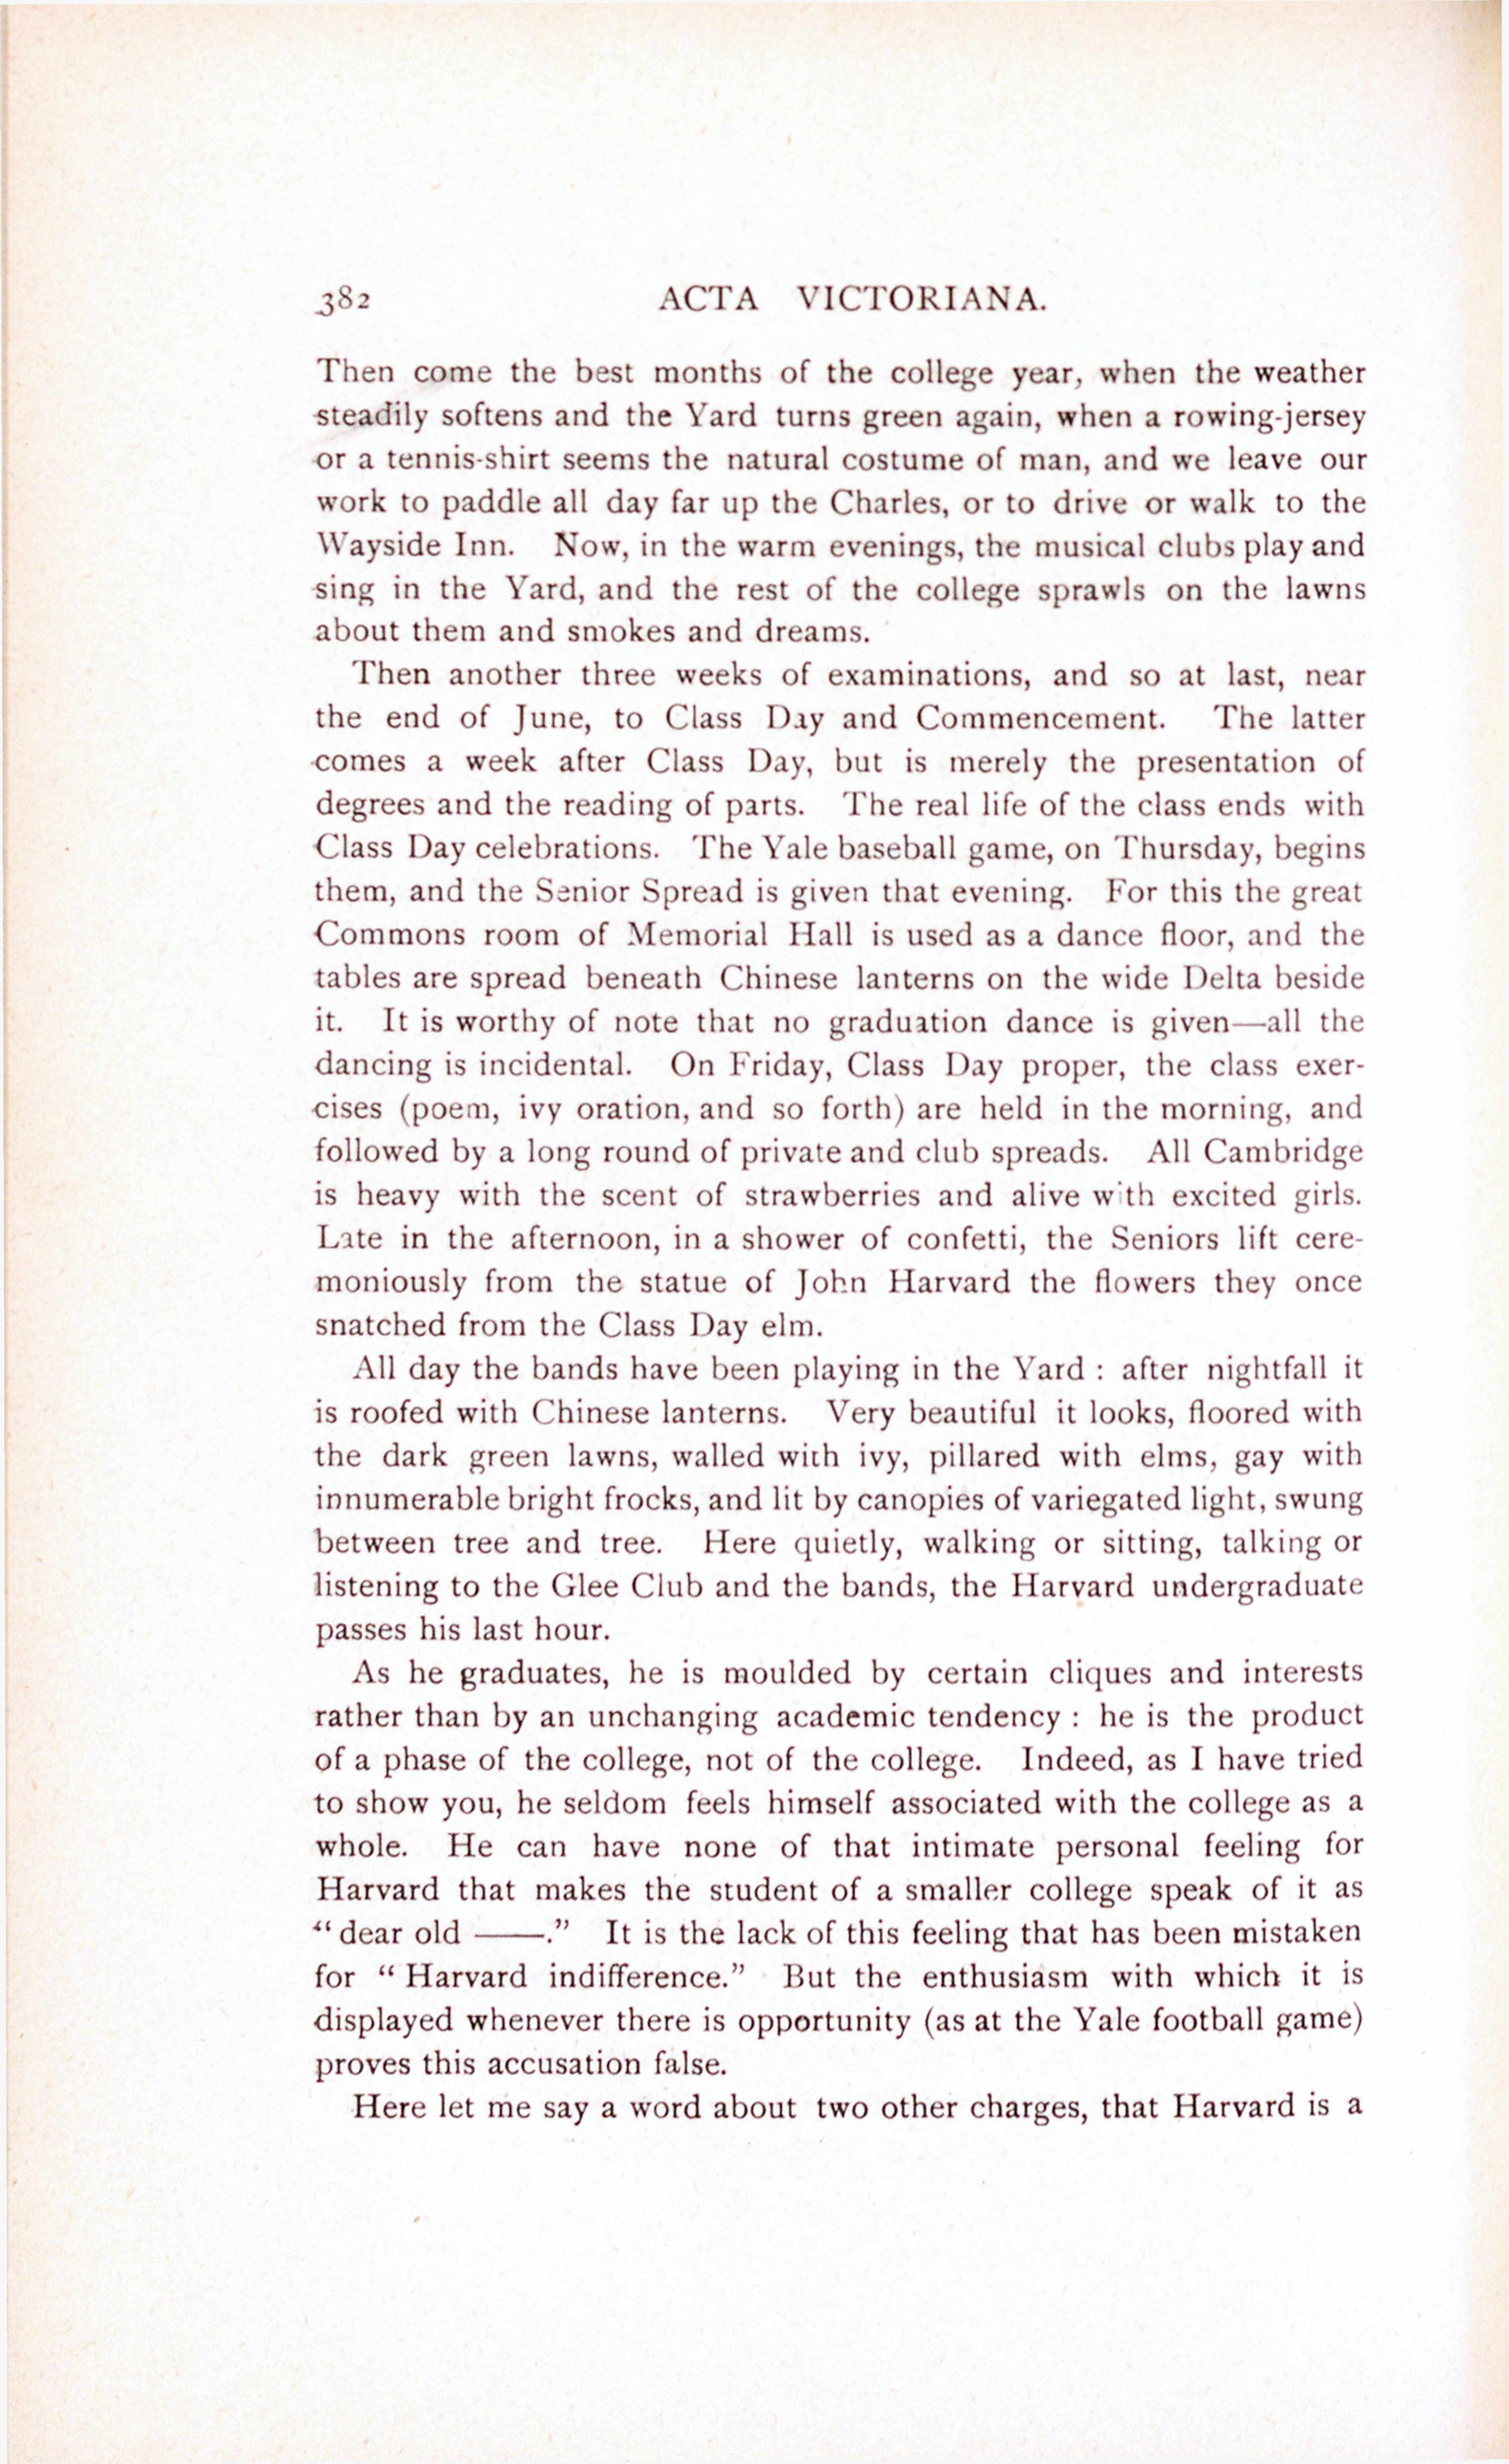 382 ACTA VICTORIANA.
Then come the best months of the college year, when the weather
steadily softens and the Yard turns green again, when a rowing-jersey
or a tennis-shirt seems the natural costume of man, and we leave our
work to paddle all day far up the Charles, or to drive or walk to the
Wayside Inn. Now, in the warm evenings, the musical clubs play and
sing in the Yard, and the rest of the college sprawls on the lawns
about them and smokes and dreams.
Then another three weeks of examinations, and so at last, near
the end of June, to Class Day and Commencement. The latter
comes a week after Class Day, but is merely the presentation of
degrees and the reading of parts. The real life of the class ends with
Class Day celebrations. The Yale baseball game, on Thursday, begins
them, and the Senior Spread is given that evening. For this the great
Commons room of Memorial Hall is used as a dance floor, and the
tables are spread beneath Chinese lanterns on the wide Delta beside
it. It is worthy of note that no graduation dance is given—all the
dancing is incidental. On Friday, Class Day proper, the class exer-
cises (poem, ivy oration, and so forth) are held in the morning, and
followed by a long round of private and club spreads. All Cambridge
is heavy with the scent of strawberries and alive with excited girls.
Late in the afternoon, in a shower of confetti, the Seniors lift cere-
moniously from the statue of John Harvard the flowers they once
snatched from the Class Day elm.
All day the bands have been playing in the Yard : after nightfall it
is roofed with Chinese lanterns. Very beautiful it looks, floored with
the dark green lawns, walled with ivy, pillared with elms, gay with
innumerable bright frocks, and lit by canopies of variegated light, swung
between tree and tree. Here quietly, walking or sitting, talking or
listening to the Glee Club and the bands, the Harvard undergraduate
passes his last hour.
As he graduates, he is moulded by certain cliques and interests
rather than by an unchanging academic tendency : he is the product
of a phase of the college, not of the college. Indeed, as I have tried
to show you, he seldom feels himself associated with the college as a
whole. He can have none of that intimate personal feeling for
Harvard that makes the student of a smaller college speak of it as
“ dear old ——.” It is the lack of this feeling that has been mistaken
for “ Harvard indifference.” But the enthusiasm with which it is
displayed whenever there is opportunity (as at the Yale football game)
proves this accusation false.
Here let me say a word about two other charges, that Harvard is a